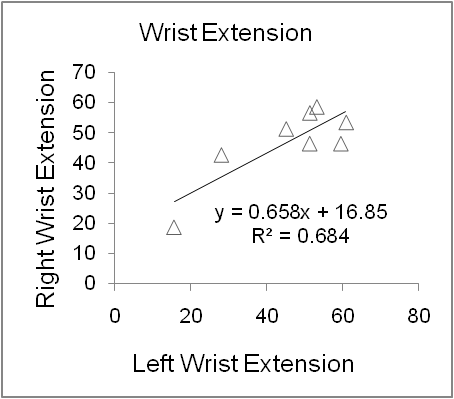 Wrist Extension
Right Wrist Extension
70
60
50
40
30
20
10
0
y = 0.658x + 16.85
R² = 0.684
0 20 40 60 80
Left Wrist Extension